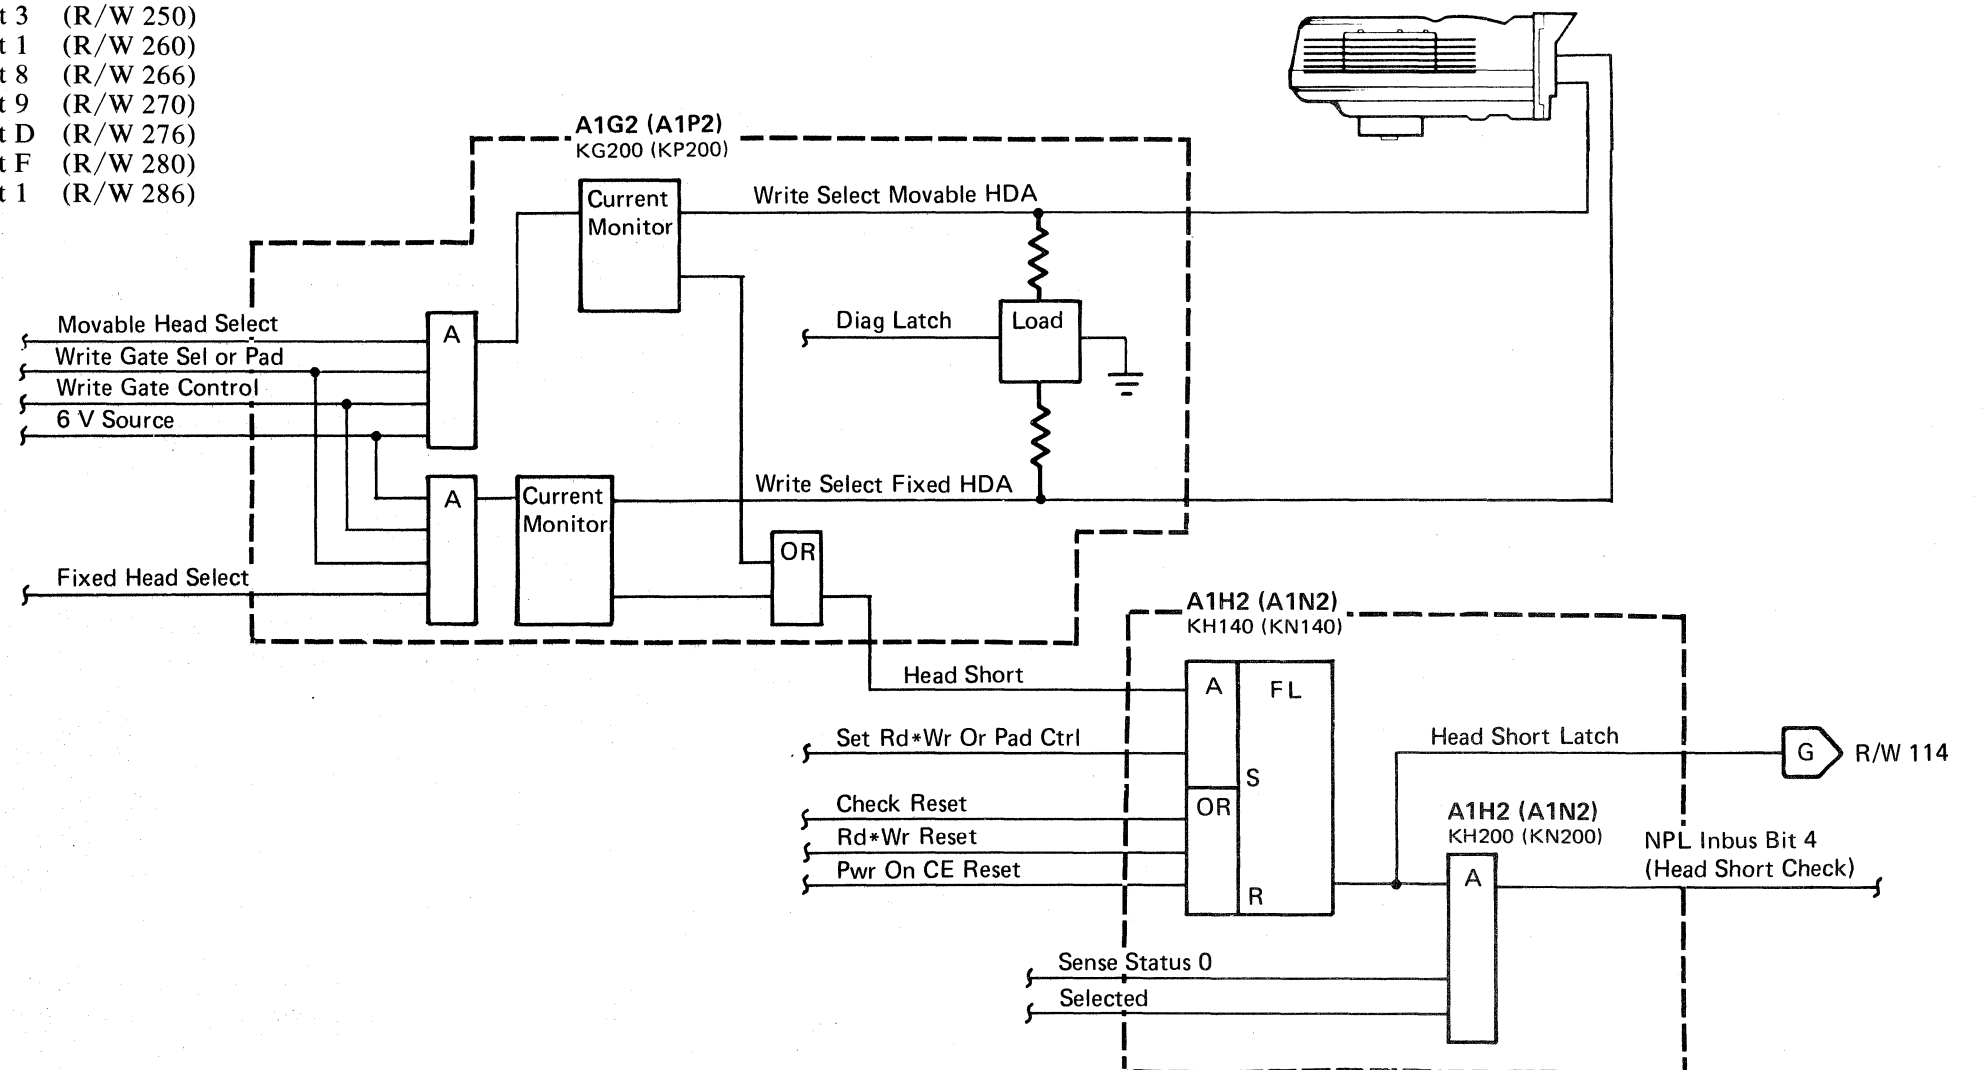 t 3 (R/W 250)
t 1 (R/W 260)
t 8 (R/W 266)
t 9 (R/W 270)
t D (R/W 276)
t F (R/W 280)
t 1 (R/W 286)
A1G2 (A1P2)
KG200 (KP200)
Current
Monitor
Write Select Movable HDA
Movable Head Select
A
Diag Latch
Load
Write Gate Sel or Pad
Write Gate Control
6 V Source
A
Current
Monitor
Write Select Fixed HDA
OR
Fixed Head Select
A1H2 (A1N2)
KH140 (KN140)
Head Short
A
FL
Set Rd*Wr Or Pad Ctrl
S
Head Short Latch
G
R/W 114
Check Reset
OR
Rd*Wr Reset
Pwr On CE Reset
R
A1H2 (A1N2)
KH200 (KN200)
NPL Inbus Bit 4
(Head Short Check)
A
Sense Status 0
Selected